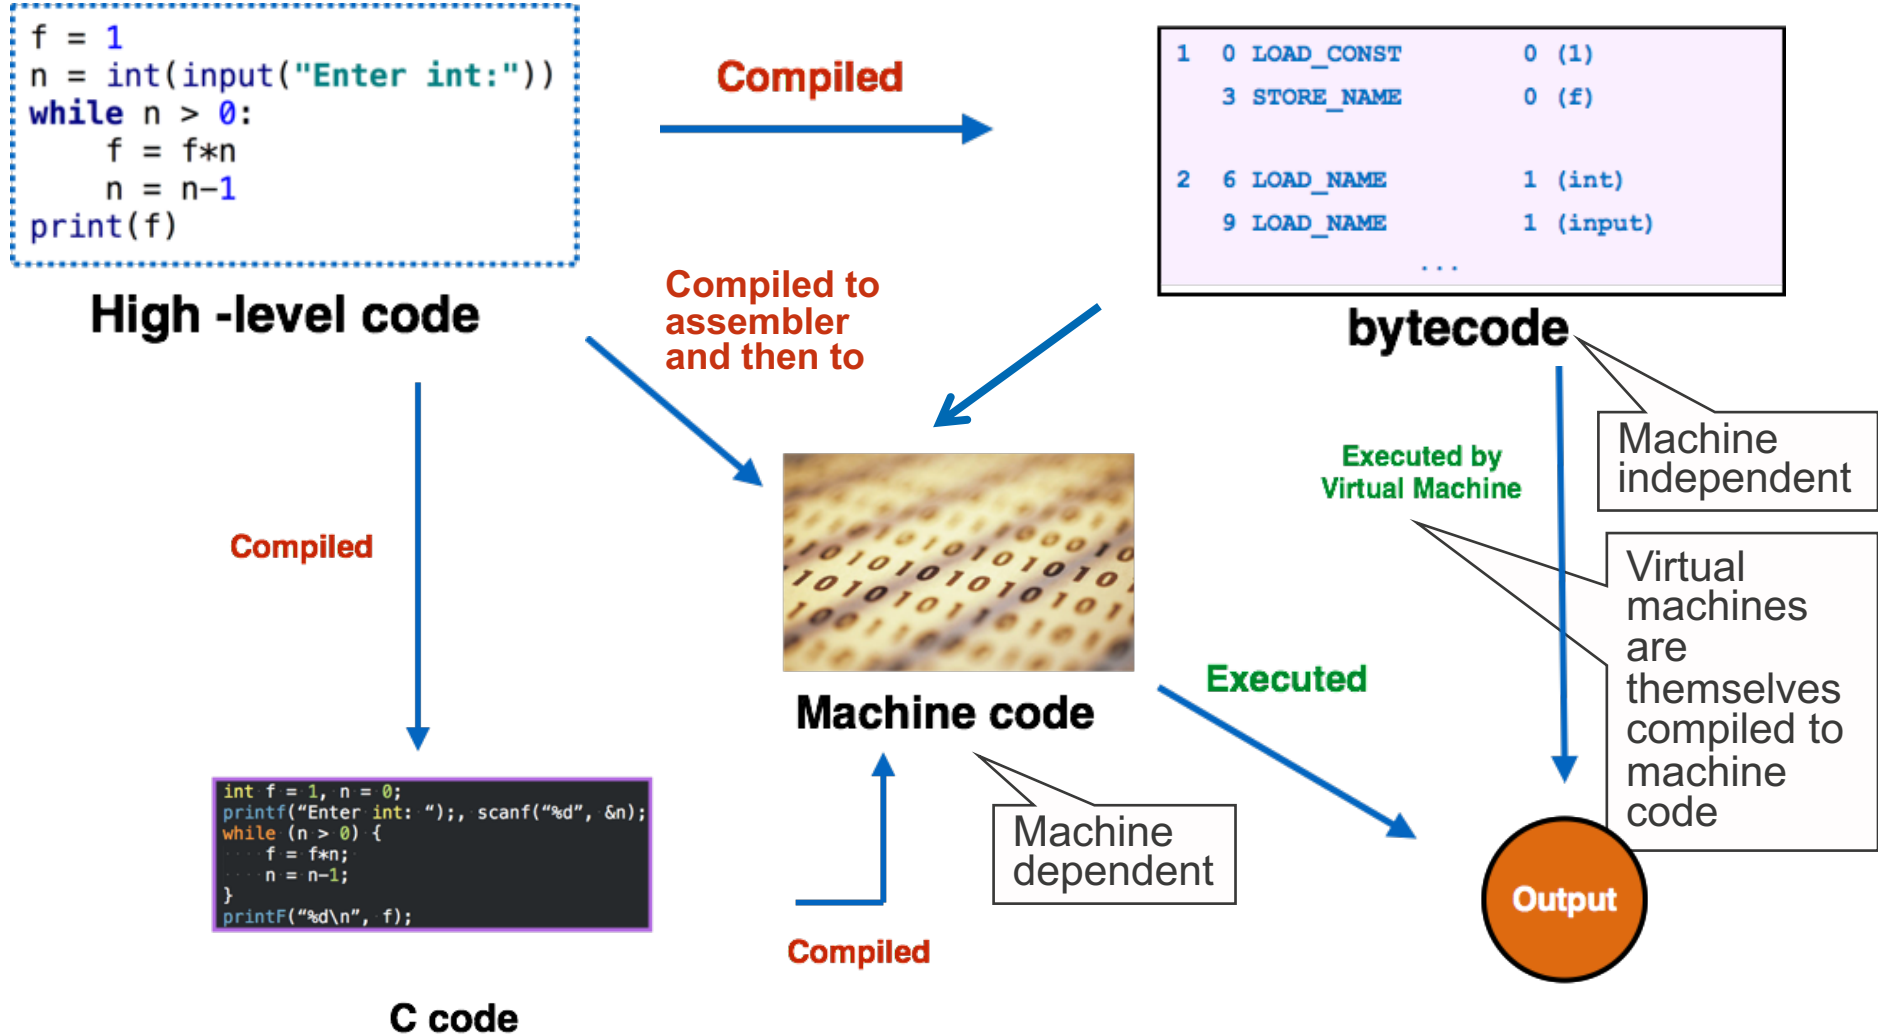 f = 1
n = int(input("Enter int:"))
while n > 0:
    f = f*n
    n = n-1
print(f)
High -level code
Compiled
1 0 LOAD_CONST 0 (1)
3 STORE_NAME 0 (f)
2 6 LOAD_NAME 1 (int)
9 LOAD_NAME 1 (input)
...
bytecode
Compiled to
assembler
and then to
Machine
independent
Executed by
Virtual Machine
Virtual
machines
are
themselves
compiled to
machine
code
Compiled
Machine code
Executed
Machine
dependent
int f = 1, n = 0;
printf(“Enter int: “);, scanf(“%d”, &n);
while (n > 0) {
    f = f*n;
    n = n-1;
}
printF(“%d\n”, f);
C code
Compiled
Output